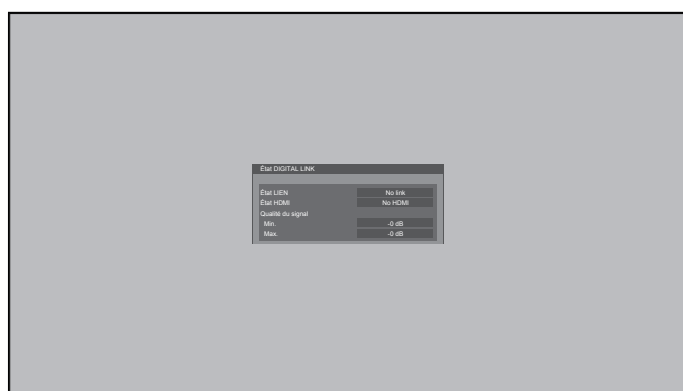 État DIGITAL LINK
État LIEN No link
État HDMI No HDMI
Qualité du signal
Min. -0 dB
Max. -0 dB